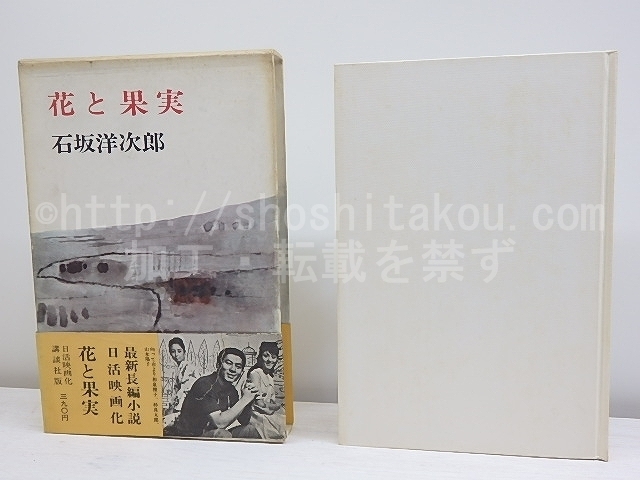 花と果実
石坂洋次郎
©http://shoshitakou.com
加工・転載を禁ず
最新長編小説
日活映画化
花と果実
日活映画化
講談社版
三九〇円